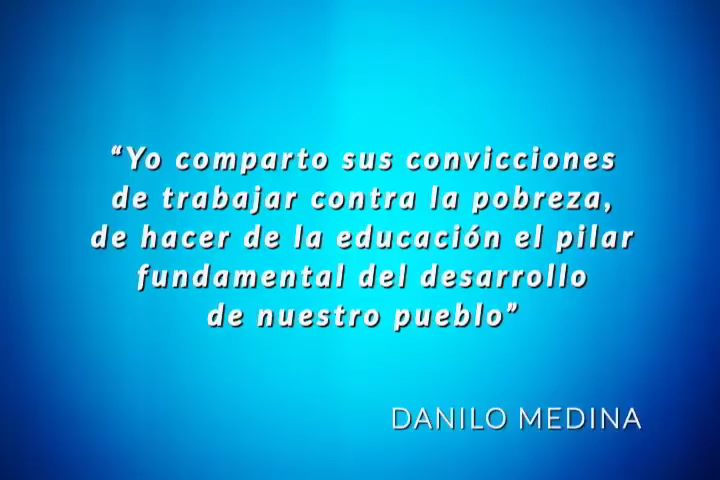 “Yo comparto sus convicciones
de trabajar contra la pobreza,
de hacer de la educación el pilar
fundamental del desarrollo
de nuestro pueblo”
DANILO MEDINA